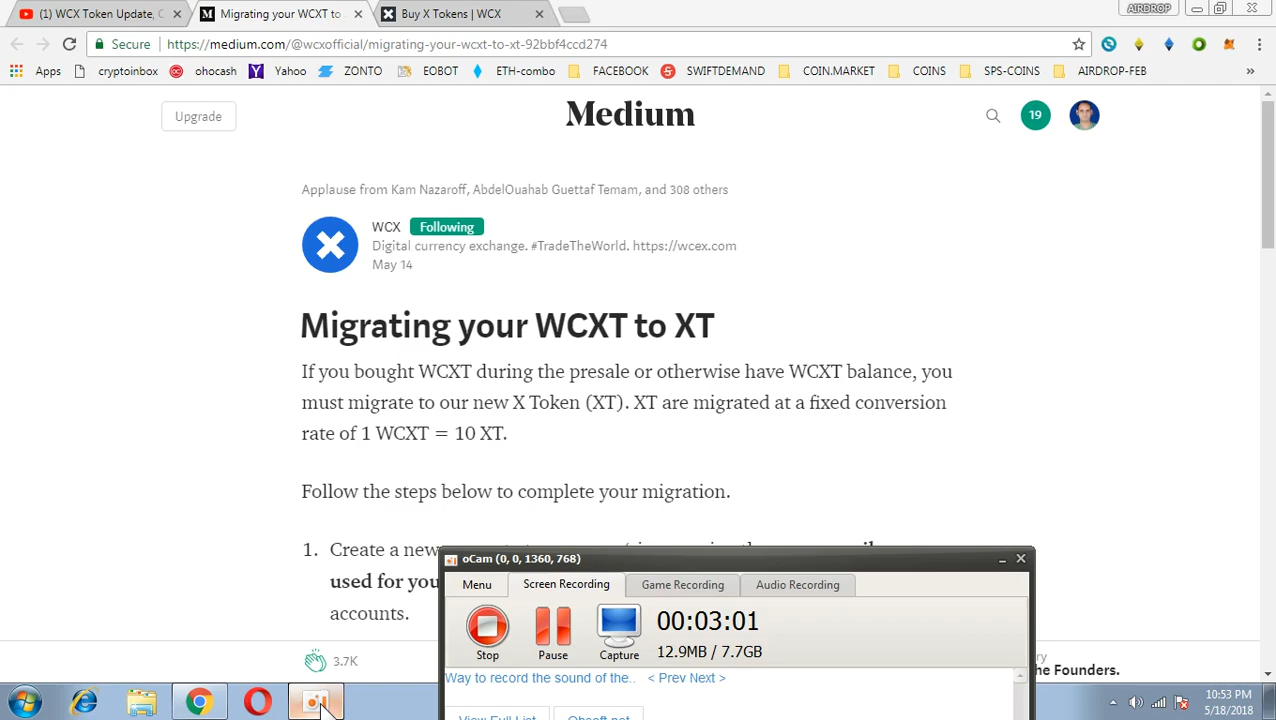 (1) WCX Token Update, C
Migrating your WCXT to
Buy X Tokens | WCX
AIRDROP
Secure
https://medium.com/@wcxofficial/migrating-your-wcxt-to-xt-92bbf4ccd274
Apps
cryptoinbox
ohocash
Yahoo
ZONTO
EOBOT
ETH-combo
FACEBOOK
SWIFTDEMAND
COIN.MARKET
COINS
SPS-COINS
AIRDROP-FEB
»
Upgrade
Medium
19
Applause from Kam Nazaroff, AbdelOuahab Guettaf Temam, and 308 others
WCX Following
Digital currency exchange. #TradeTheWorld. https://wcex.com
May 14
Migrating your WCXT to XT
If you bought WCXT during the presale or otherwise have WCXT balance, you
must migrate to our new X Token (XT). XT are migrated at a fixed conversion
rate of 1 WCXT = 10 XT.
Follow the steps below to complete your migration.
1. Create a new
used for you
accounts.
3.7K
The Founders.
oCam (0, 0, 1360, 768)
Menu
Screen Recording
Game Recording
Audio Recording
Stop
Pause
Capture
00:03:01
12.9MB / 7.7GB
Way to record the sound of the..
< Prev Next >
View Full List
Ohsoft.net
10:53 PM
5/18/2018